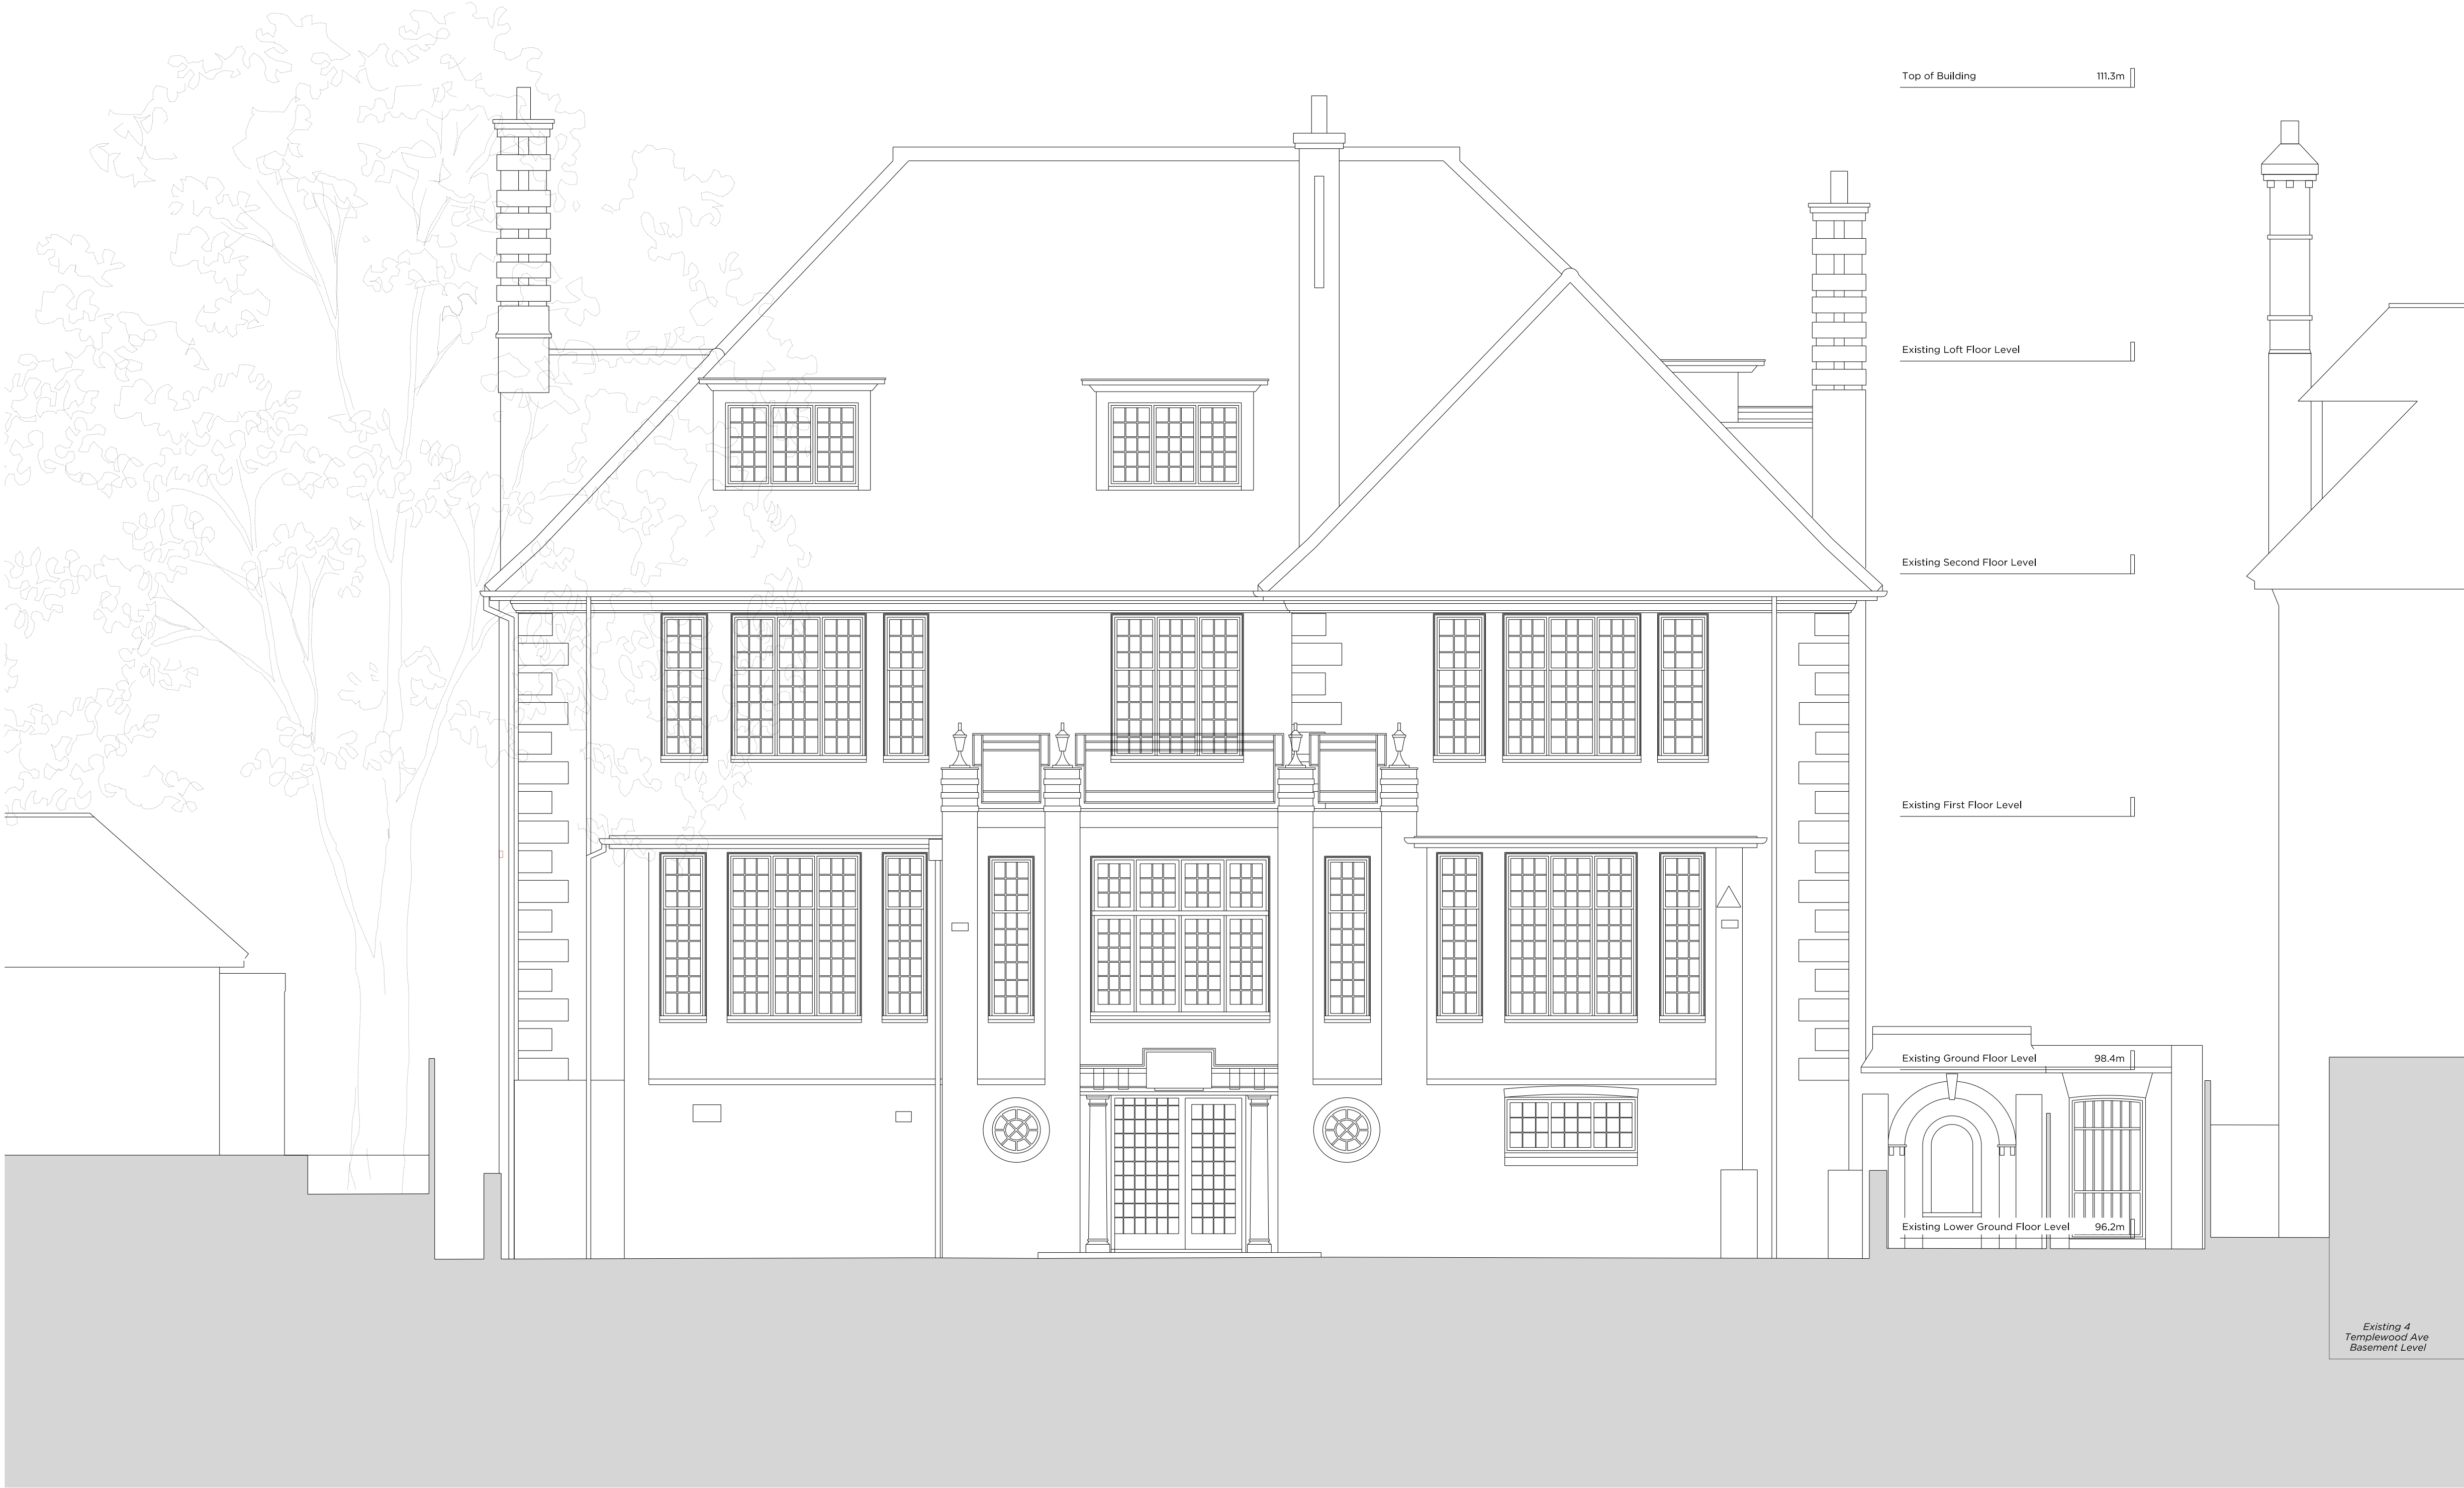 Top of Building 111.3m
Existing Loft Floor Level
Existing Second Floor Level
Existing First Floor Level
Existing Ground Floor Level 98.4m
Existing Lower Ground Floor Level 96.2m
Existing 4
Templewood Ave
Basement Level